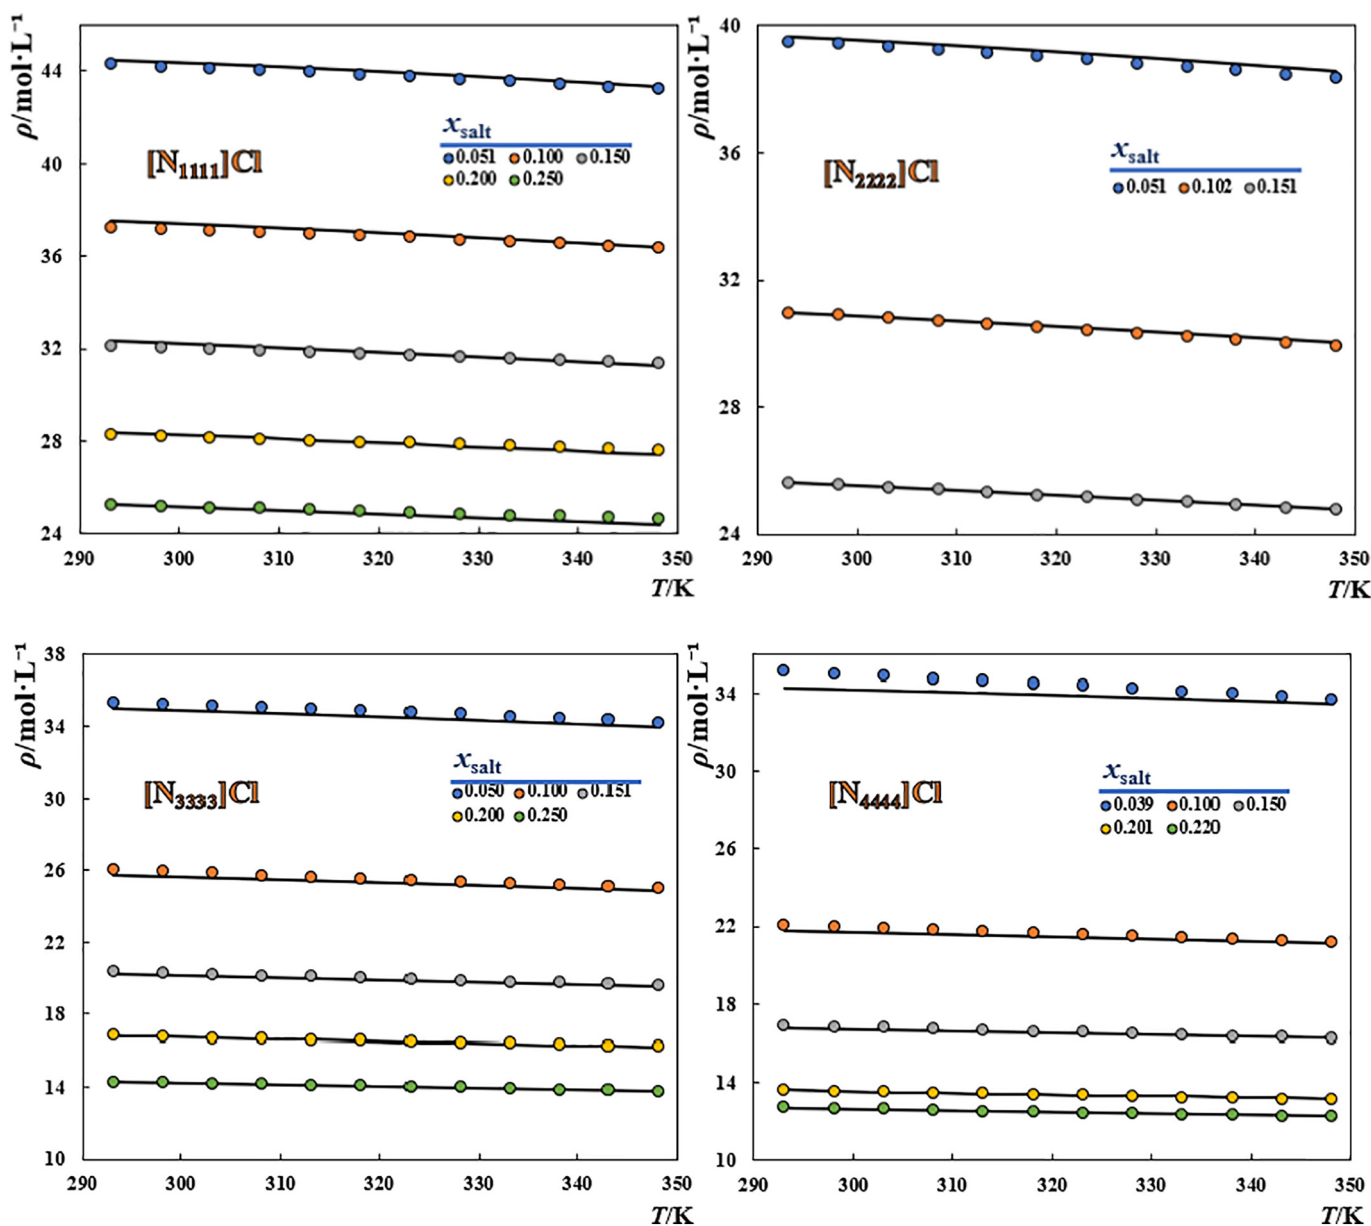 ρ/mol·L⁻¹
44
40
36
32
28
24
[N₁₁₁₁]Cl
xsalt
0.051 0.100 0.150
0.200 0.250
290 300 310 320 330 340 350
T/K
ρ/mol·L⁻¹
40
36
32
28
24
[N₂₂₂₂]Cl
xsalt
0.051 0.102 0.151
290 300 310 320 330 340 350
T/K
ρ/mol·L⁻¹
38
34
30
26
22
18
14
10
[N₃₃₃₃]Cl
xsalt
0.050 0.100 0.151
0.200 0.250
290 300 310 320 330 340 350
T/K
ρ/mol·L⁻¹
34
30
26
22
18
14
10
[N₄₄₄₄]Cl
xsalt
0.039 0.100 0.150
0.201 0.220
290 300 310 320 330 340 350
T/K